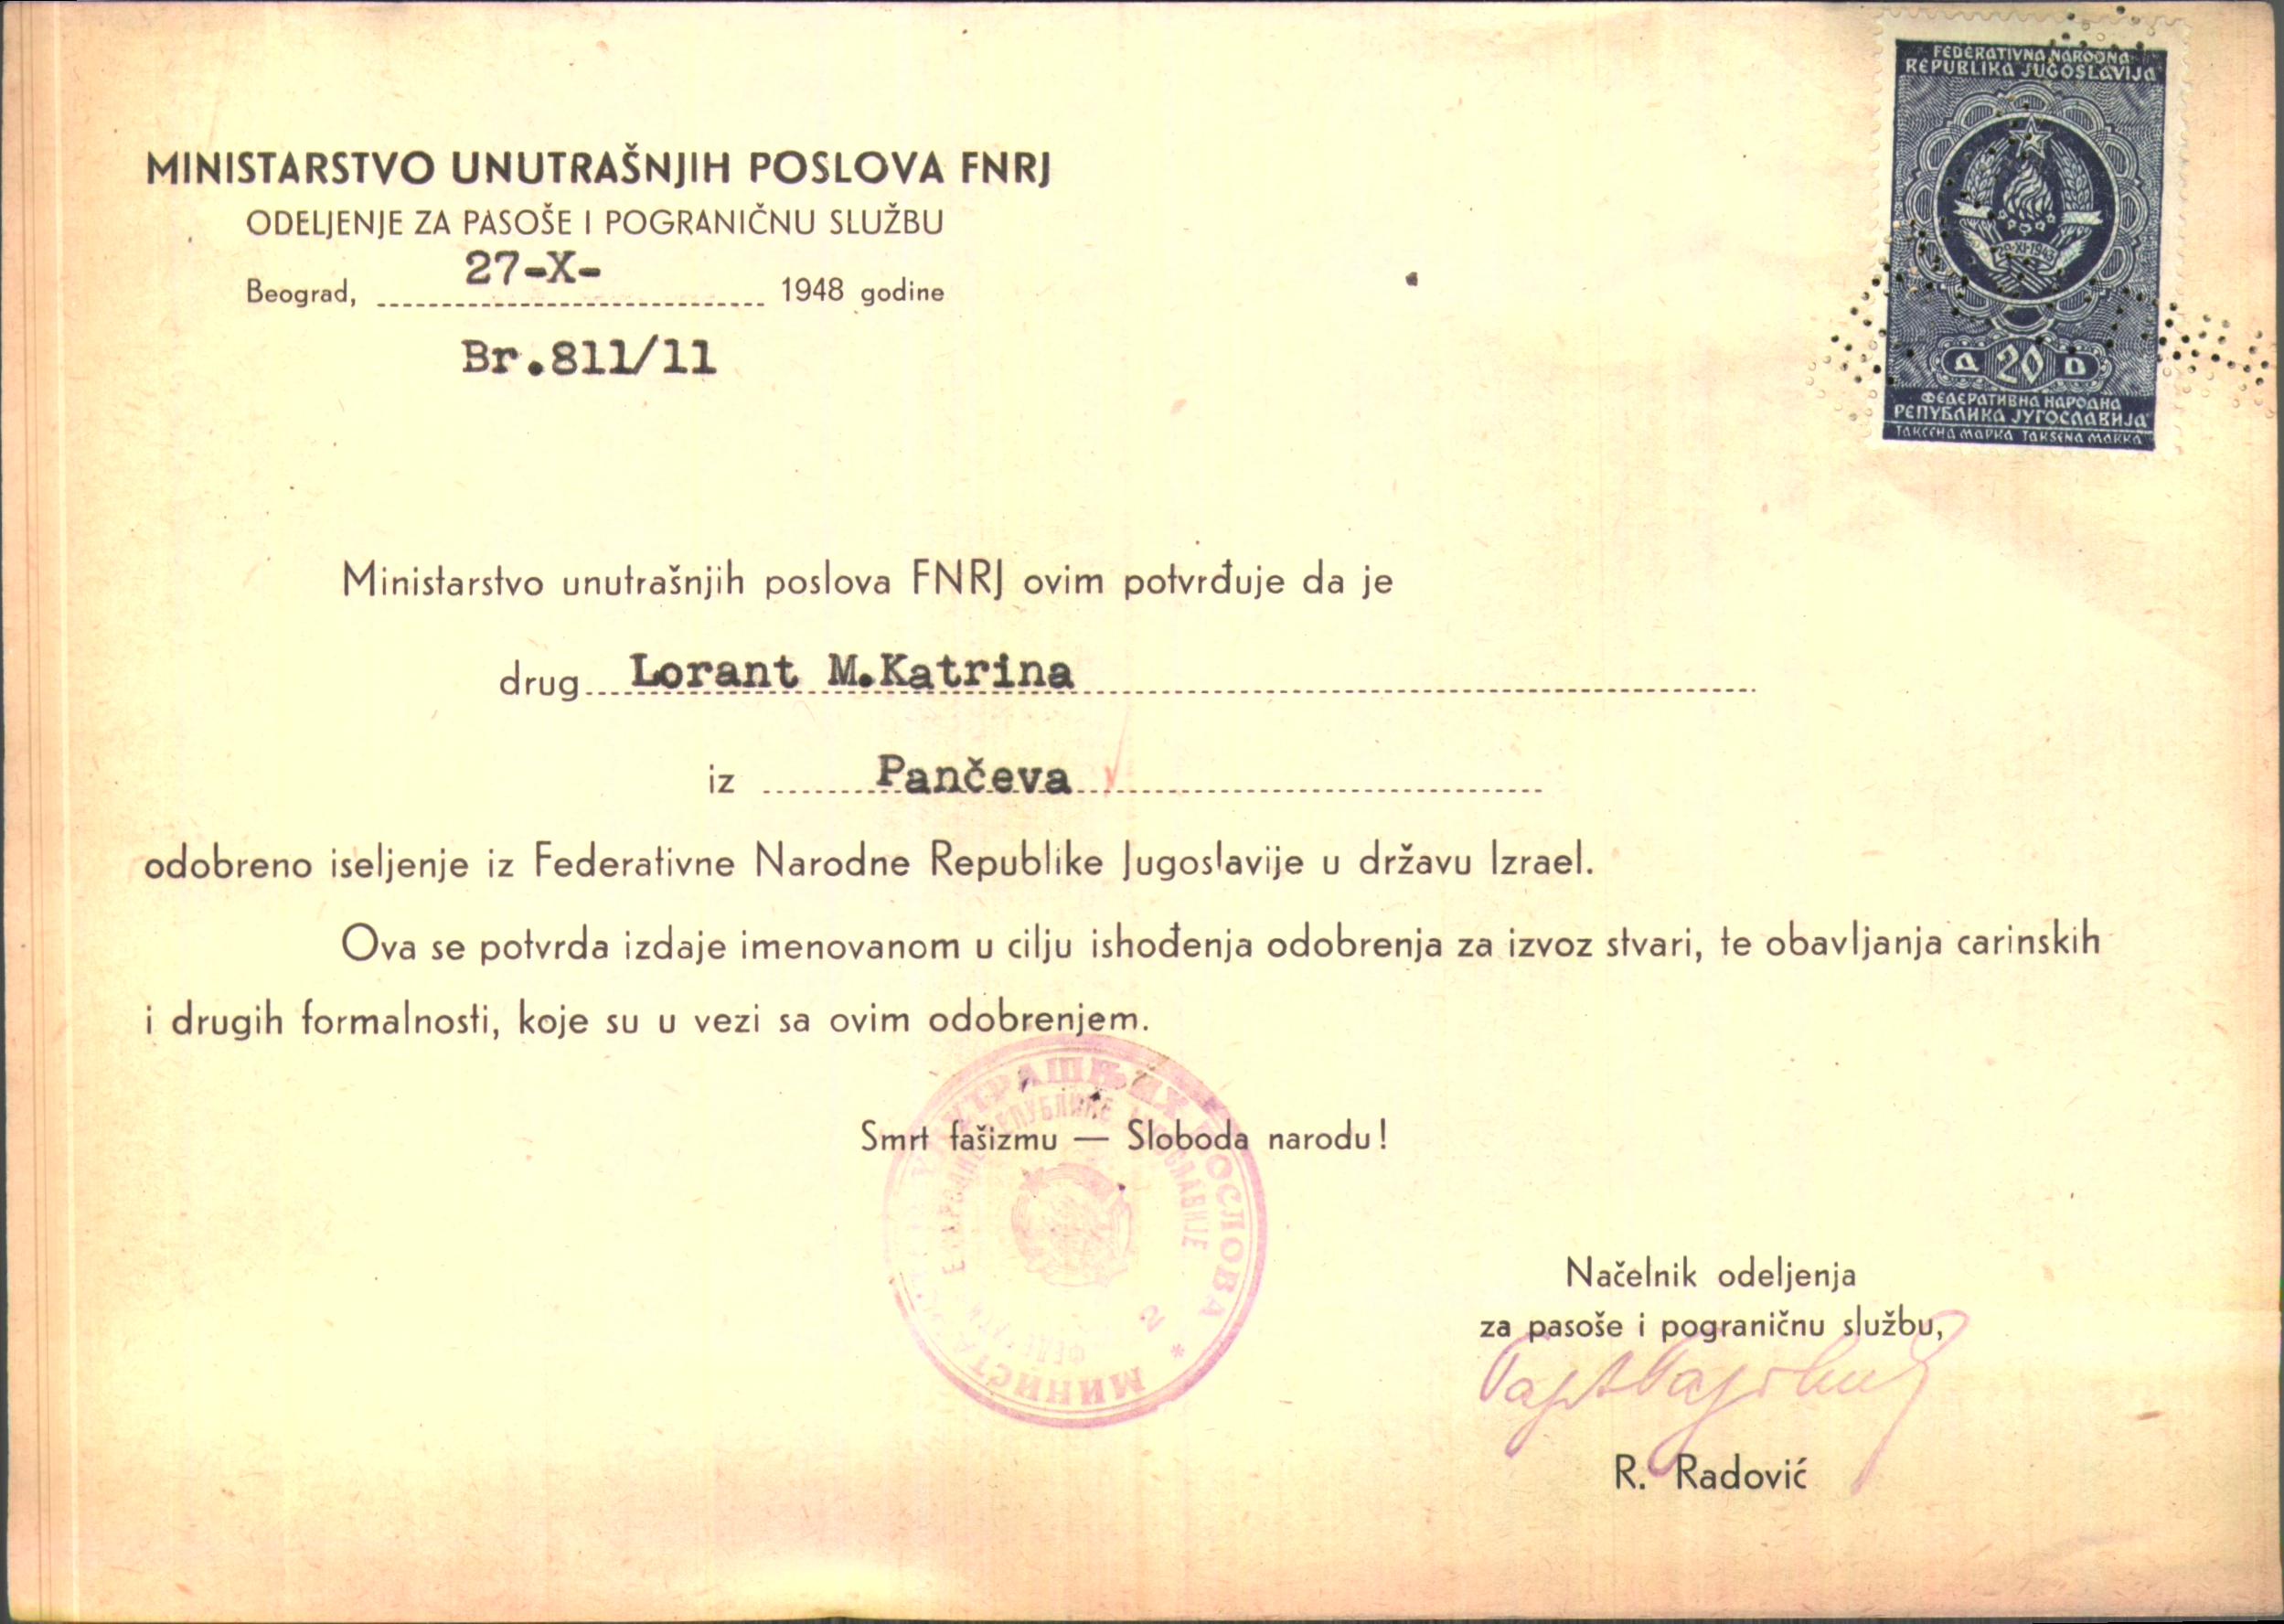 FEDERATIVNA NARODNA
REPUBLIKA JUGOSLAVIJA
MINISTARSTVO UNUTRAŠNJIH POSLOVA FNRJ
ODELJENJE ZA PASOŠE I POGRANIČNU SLUŽBU
Beograd, 27-X- 1948 godine
Br.811/11
Д 20 D
ФЕДЕРАТИВНА НАРОДНА
РЕПУБЛИКА ЈУГОСЛАВИЈА
ТАКСЕНА МАРКА TAKSENA MARKA
Ministarstvo unutrašnjih poslova FNRJ ovim potvrđuje da je
drug Lorant M.Katrina
iz Pančeva
odobreno iseljenje iz Federativne Narodne Republike Jugoslavije u državu Izrael.
Ova se potvrda izdaje imenovanom u cilju ishođenja odobrenja za izvoz stvari, te obavljanja carinskih
i drugih formalnosti, koje su u vezi sa ovim odobrenjem.
Smrt fašizmu — Sloboda narodu!
Načelnik odeljenja
za pasoše i pograničnu službu,
R. Radović